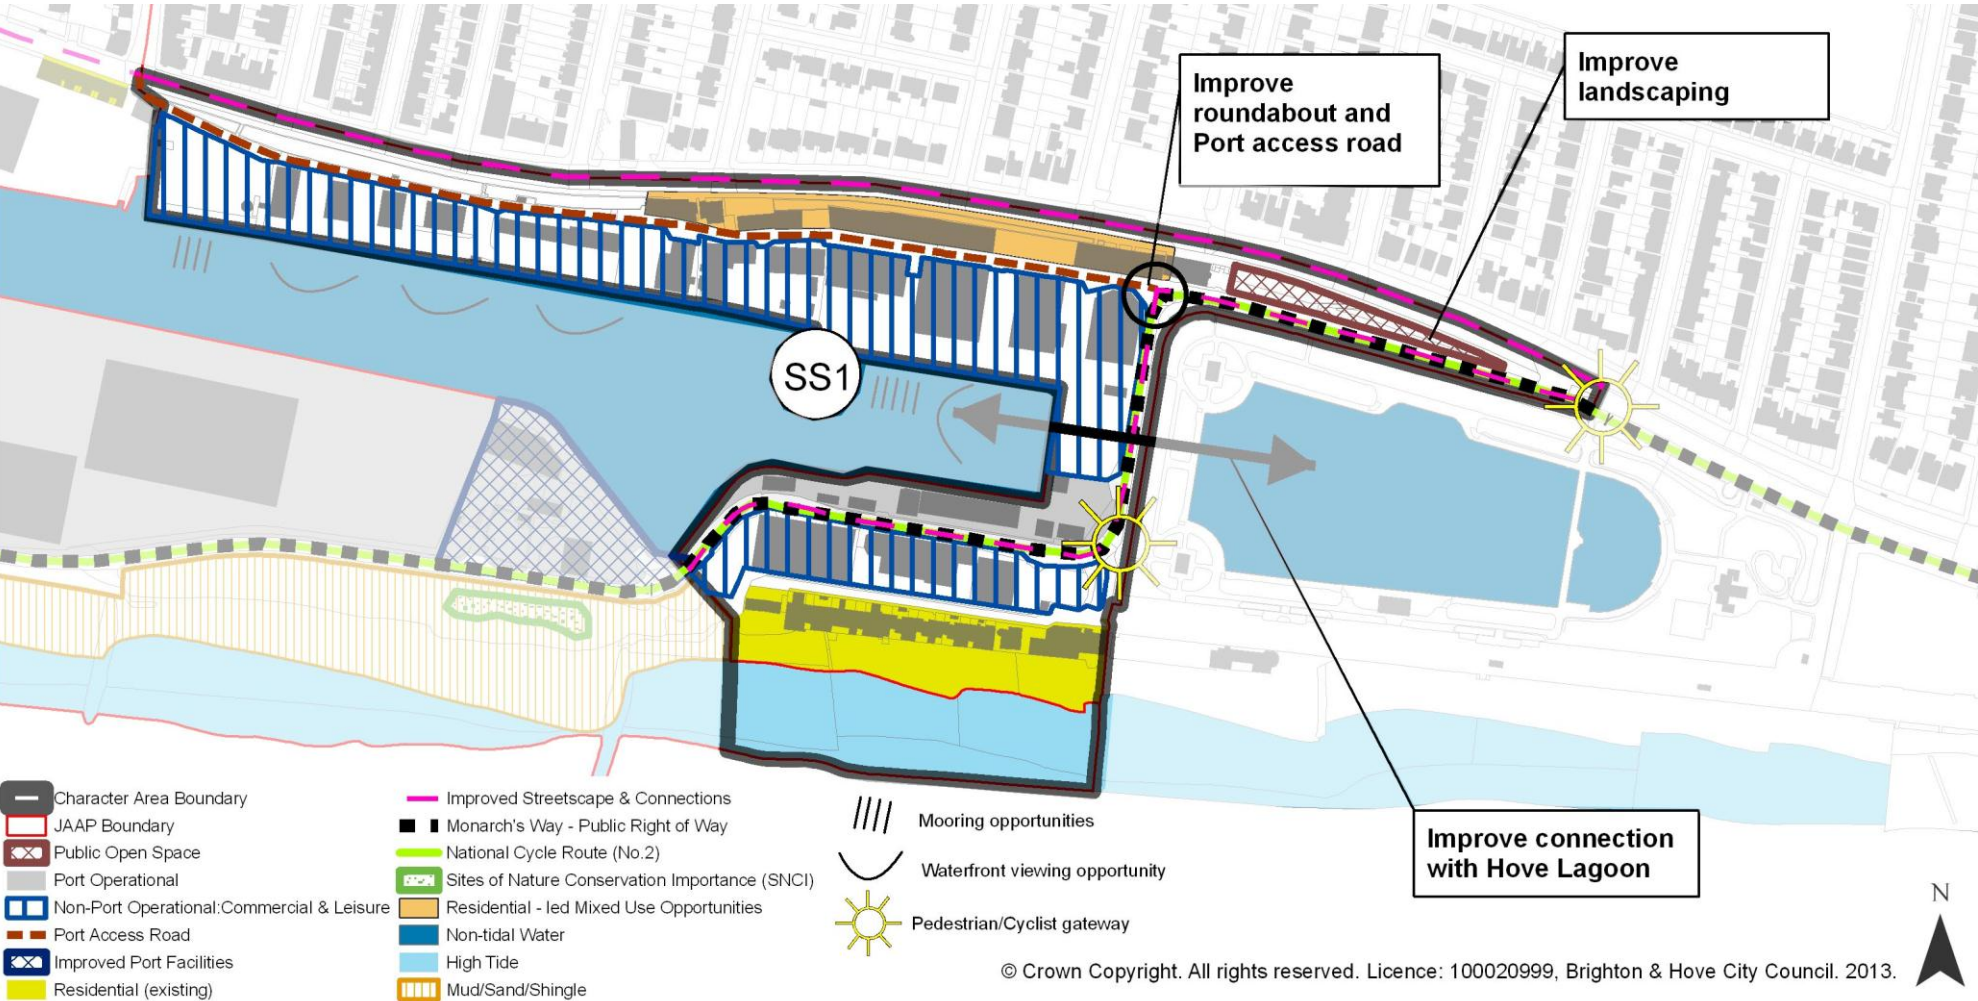 Improve
roundabout and
Port access road
Improve
landscaping
SS1
Improve connection
with Hove Lagoon
Character Area Boundary
JAAP Boundary
Public Open Space
Port Operational
Non-Port Operational:Commercial & Leisure
Port Access Road
Improved Port Facilities
Residential (existing)
Improved Streetscape & Connections
Monarch's Way - Public Right of Way
National Cycle Route (No.2)
Sites of Nature Conservation Importance (SNCI)
Residential - led Mixed Use Opportunities
Non-tidal Water
High Tide
Mud/Sand/Shingle
Mooring opportunities
Waterfront viewing opportunity
Pedestrian/Cyclist gateway
N
© Crown Copyright. All rights reserved. Licence: 100020999, Brighton & Hove City Council. 2013.